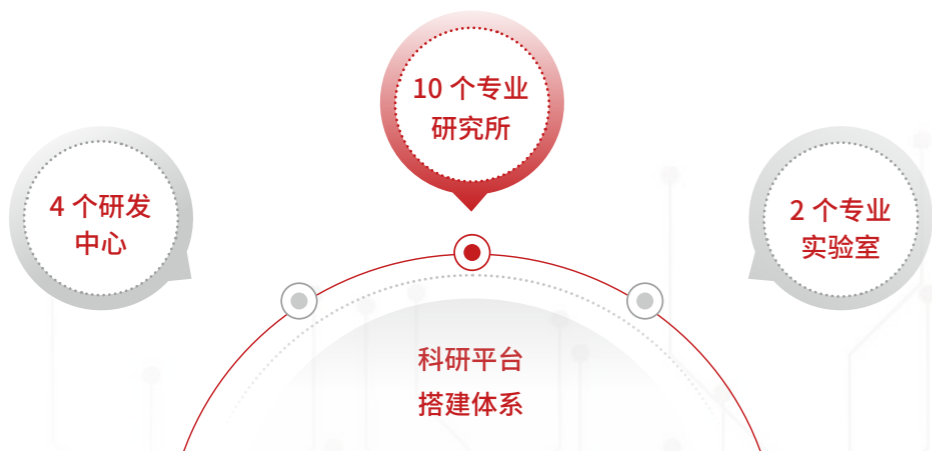 10 个专业
研究所
4 个研发
中心
2 个专业
实验室
科研平台
搭建体系